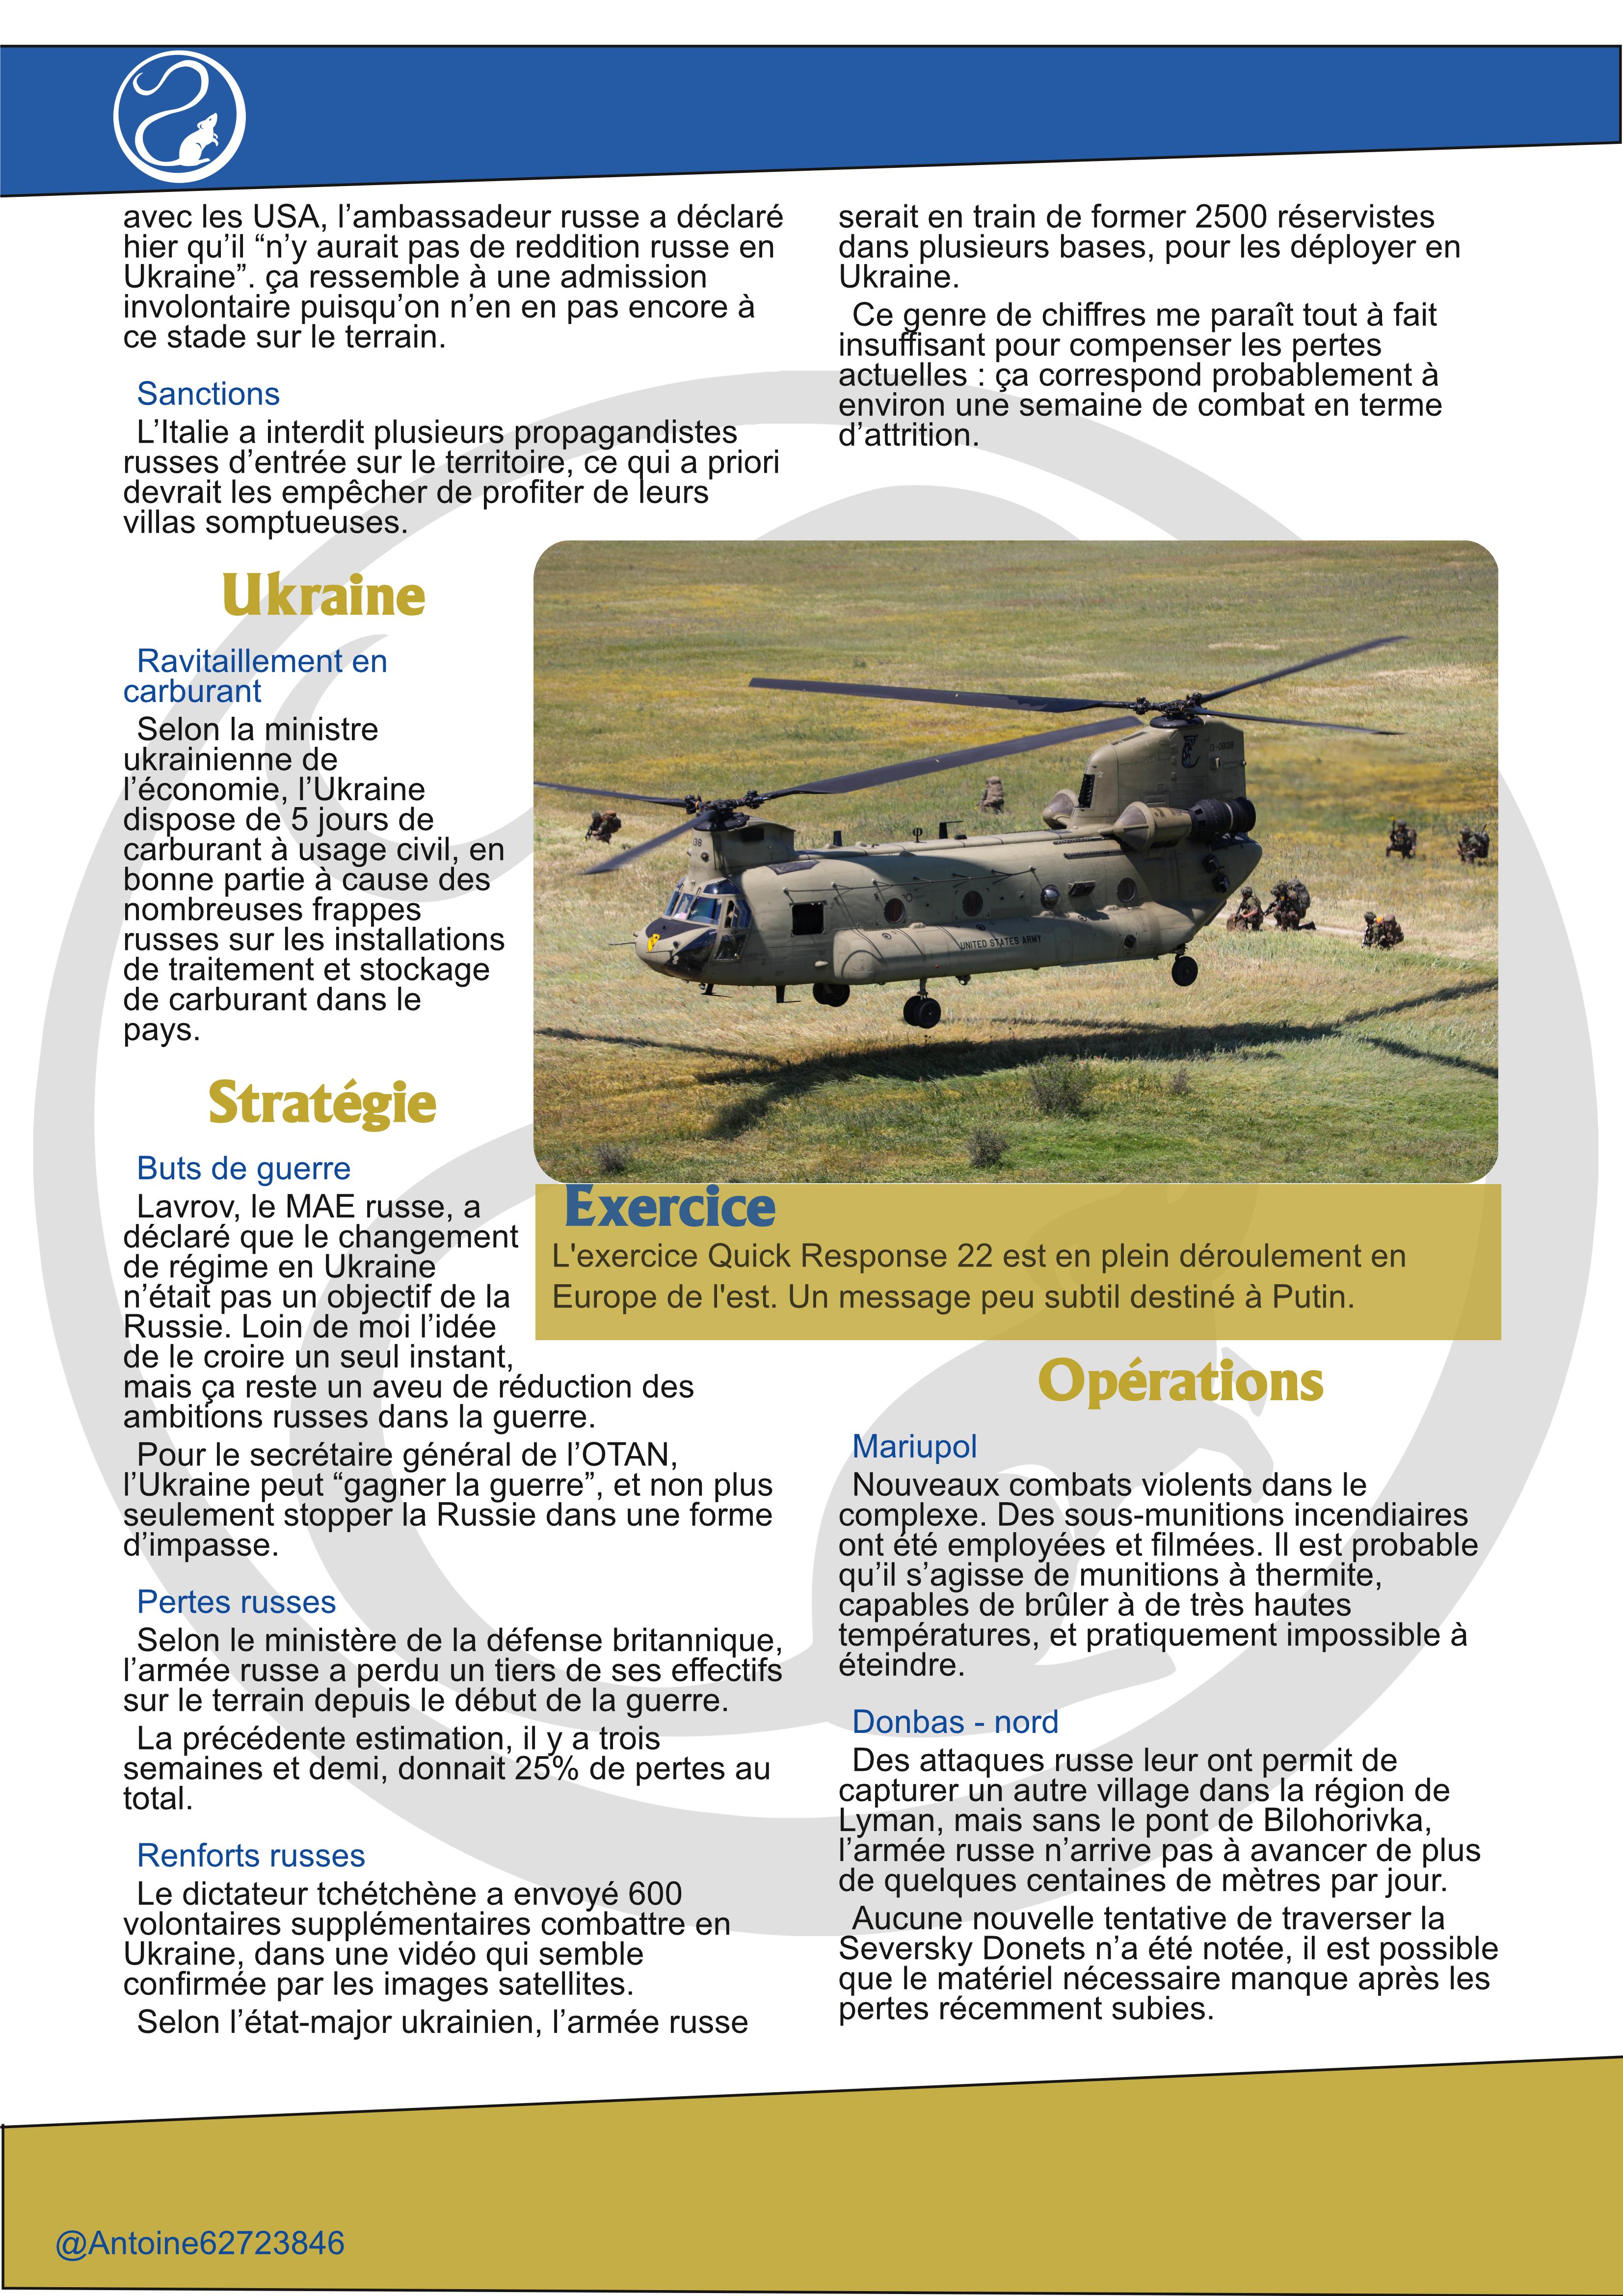 avec les USA, l’ambassadeur russe a déclaré
hier qu’il “n’y aurait pas de reddition russe en
Ukraine”. ça ressemble à une admission
involontaire puisqu’on n’en en pas encore à
ce stade sur le terrain.
Sanctions
L’Italie a interdit plusieurs propagandistes
russes d’entrée sur le territoire, ce qui a priori
devrait les empêcher de profiter de leurs
villas somptueuses.
Ukraine
Ravitaillement en
carburant
Selon la ministre
ukrainienne de
l’économie, l’Ukraine
dispose de 5 jours de
carburant à usage civil, en
bonne partie à cause des
nombreuses frappes
russes sur les installations
de traitement et stockage
de carburant dans le
pays.
Stratégie
Buts de guerre
Lavrov, le MAE russe, a
déclaré que le changement
de régime en Ukraine
n’était pas un objectif de la
Russie. Loin de moi l’idée
de le croire un seul instant,
mais ça reste un aveu de réduction des
ambitions russes dans la guerre.
Pour le secrétaire général de l’OTAN,
l’Ukraine peut “gagner la guerre”, et non plus
seulement stopper la Russie dans une forme
d’impasse.
Pertes russes
Selon le ministère de la défense britannique,
l’armée russe a perdu un tiers de ses effectifs
sur le terrain depuis le début de la guerre.
La précédente estimation, il y a trois
semaines et demi, donnait 25% de pertes au
total.
Renforts russes
Le dictateur tchétchène a envoyé 600
volontaires supplémentaires combattre en
Ukraine, dans une vidéo qui semble
confirmée par les images satellites.
Selon l’état-major ukrainien, l’armée russe
serait en train de former 2500 réservistes
dans plusieurs bases, pour les déployer en
Ukraine.
Ce genre de chiffres me paraît tout à fait
insuffisant pour compenser les pertes
actuelles : ça correspond probablement à
environ une semaine de combat en terme
d’attrition.
UNITED STATES ARMY
Exercice
L'exercice Quick Response 22 est en plein déroulement en
Europe de l'est. Un message peu subtil destiné à Putin.
Opérations
Mariupol
Nouveaux combats violents dans le
complexe. Des sous-munitions incendiaires
ont été employées et filmées. Il est probable
qu’il s’agisse de munitions à thermite,
capables de brûler à de très hautes
températures, et pratiquement impossible à
éteindre.
Donbas - nord
Des attaques russe leur ont permit de
capturer un autre village dans la région de
Lyman, mais sans le pont de Bilohorivka,
l’armée russe n’arrive pas à avancer de plus
de quelques centaines de mètres par jour.
Aucune nouvelle tentative de traverser la
Seversky Donets n’a été notée, il est possible
que le matériel nécessaire manque après les
pertes récemment subies.
@Antoine62723846